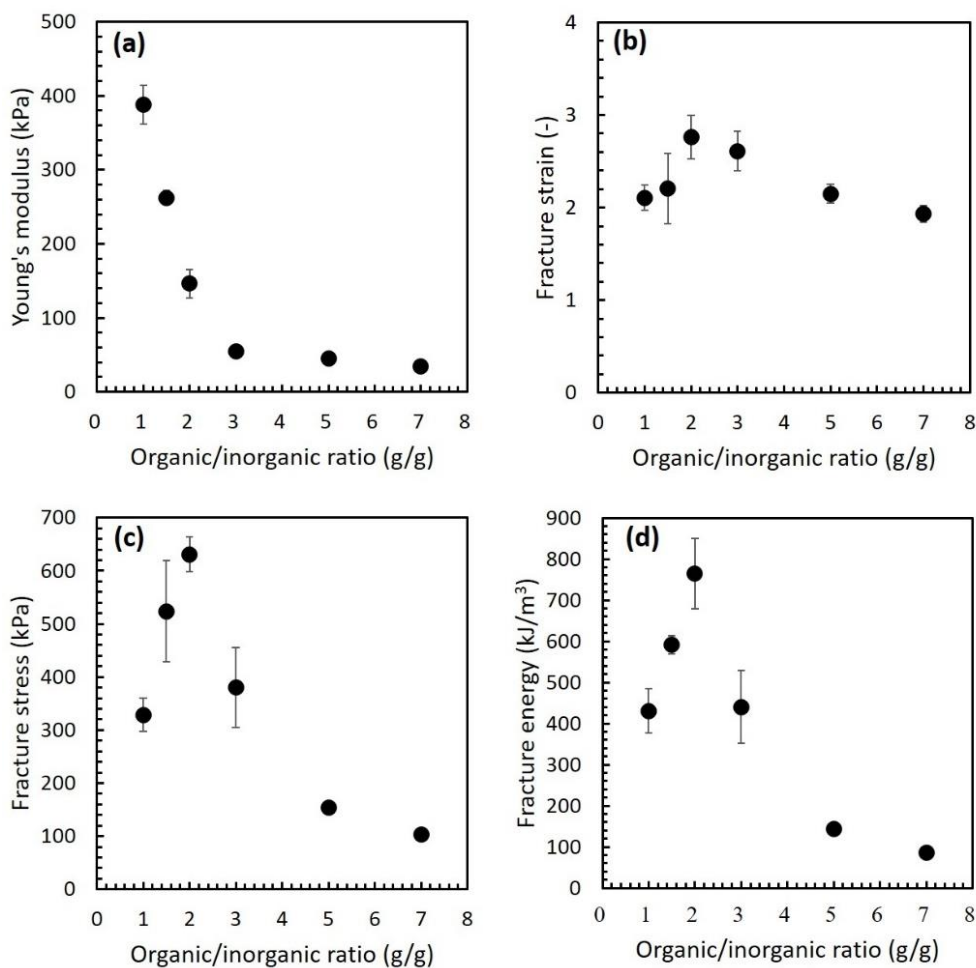 (a)
Young's modulus (kPa)
500
400
300
200
100
0
0 1 2 3 4 5 6 7 8
Organic/inorganic ratio (g/g)
(b)
Fracture strain (-)
4
3
2
1
0
0 1 2 3 4 5 6 7 8
Organic/inorganic ratio (g/g)
(c)
Fracture stress (kPa)
700
600
500
400
300
200
100
0
0 1 2 3 4 5 6 7 8
Organic/inorganic ratio (g/g)
(d)
Fracture energy (kJ/m³)
900
800
700
600
500
400
300
200
100
0
0 1 2 3 4 5 6 7 8
Organic/inorganic ratio (g/g)